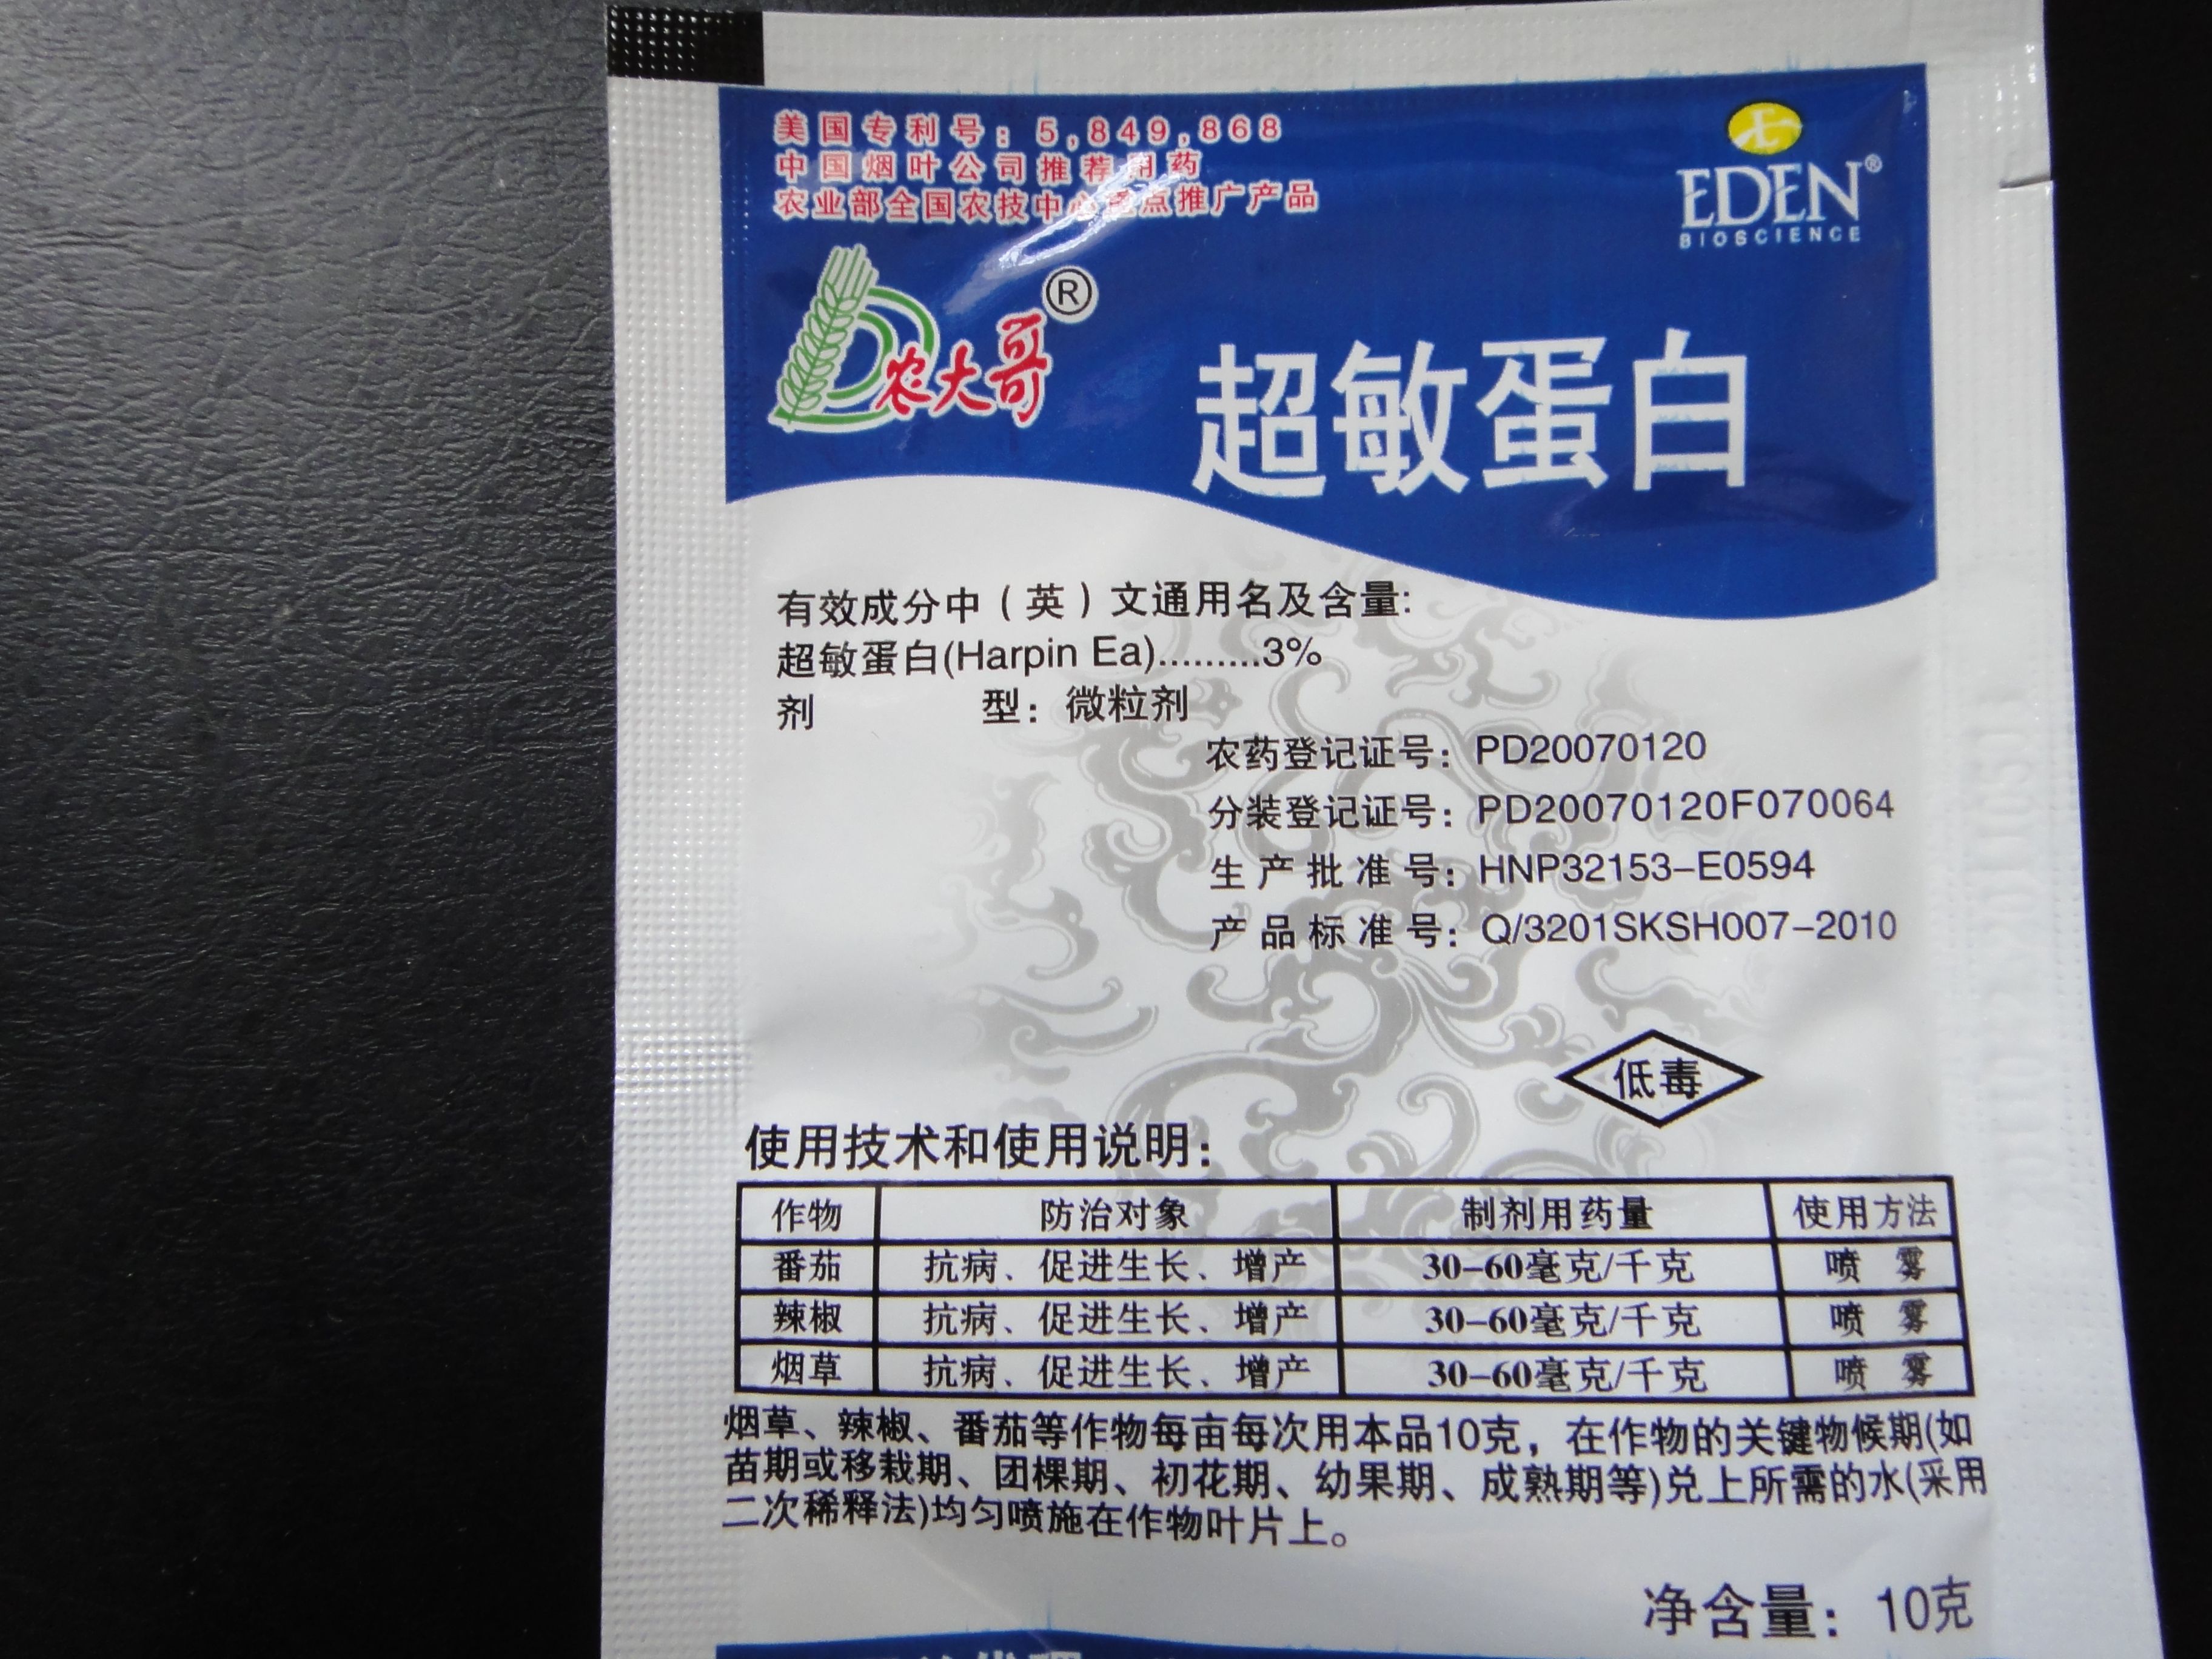 美国专利号：5,849,868
中国烟叶公司推荐用药
农业部全国农技中心重点推广产品
EDEN®
BIOSCIENCE
农大哥®
超敏蛋白
有效成分中（英）文通用名及含量:
超敏蛋白(Harpin Ea).........3%
剂 型：微粒剂
农药登记证号：PD20070120
分装登记证号：PD20070120F070064
生产批准号：HNP32153-E0594
产品标准号：Q/3201SKSH007-2010
低毒
使用技术和使用说明：
作物 防治对象 制剂用药量 使用方法
番茄 抗病、促进生长、增产 30-60毫克/千克 喷 雾
辣椒 抗病、促进生长、增产 30-60毫克/千克 喷 雾
烟草 抗病、促进生长、增产 30-60毫克/千克 喷 雾
烟草、辣椒、番茄等作物每亩每次用本品10克，在作物的关键物候期(如
苗期或移栽期、团棵期、初花期、幼果期、成熟期等)兑上所需的水(采用
二次稀释法)均匀喷施在作物叶片上。
净含量：10克